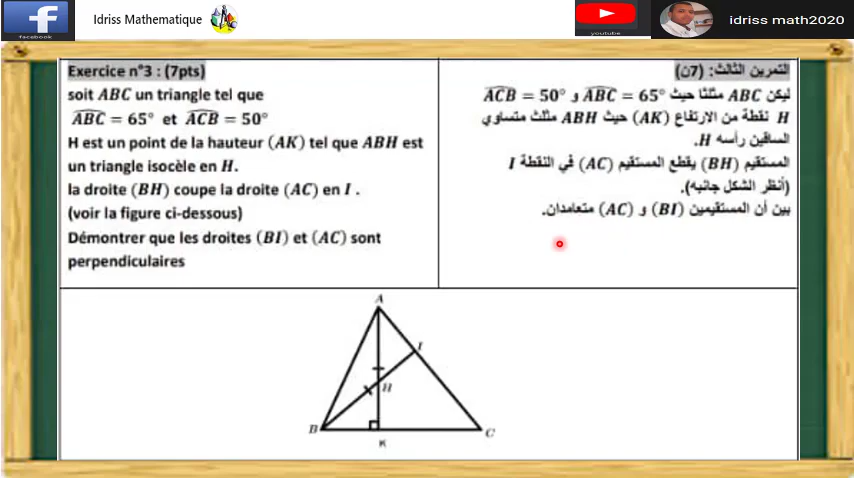 facebook
Idriss Mathematique
youtube
idriss math2020
Exercice n°3 : (7pts)
soit ABC un triangle tel que
ABC = 65° et ACB = 50°
H est un point de la hauteur (AK) tel que ABH est
un triangle isocèle en H.
la droite (BH) coupe la droite (AC) en I .
(voir la figure ci-dessous)
Démontrer que les droites (BI) et (AC) sont
perpendiculaires
التمرين الثالث: (7ن)
ليكن ABC مثلثا حيث ABC = 65° و ACB = 50°
H نقطة من الارتفاع (AK) حيث ABH مثلث متساوي
الساقين رأسه H.
المستقيم (BH) يقطع المستقيم (AC) في النقطة I
(أنظر الشكل جانبه).
بين أن المستقيمين (BI) و (AC) متعامدان.
A
I
H
B
C
K